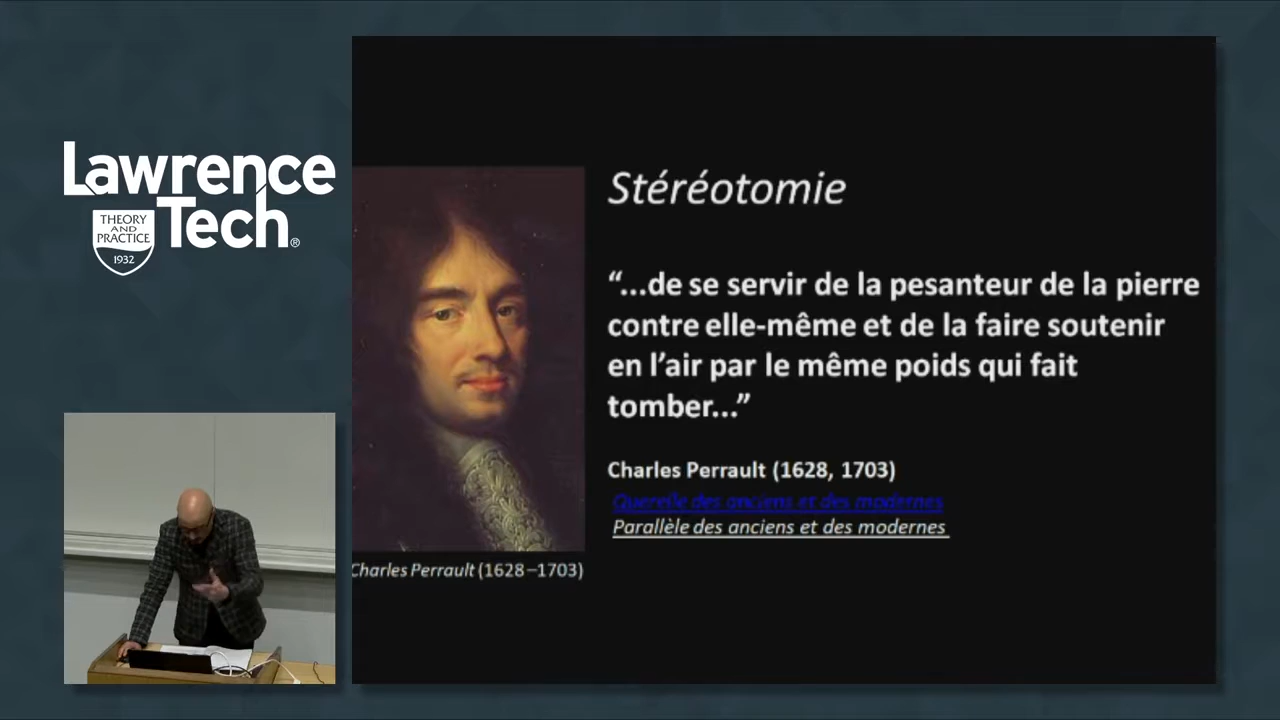 Lawrence
Tech®
THEORY
AND
PRACTICE
1932
Stéréotomie
“...de se servir de la pesanteur de la pierre
contre elle-même et de la faire soutenir
en l’air par le même poids qui fait
tomber...”
Charles Perrault (1628, 1703)
Querelle des anciens et des modernes
Parallèle des anciens et des modernes
Charles Perrault (1628–1703)